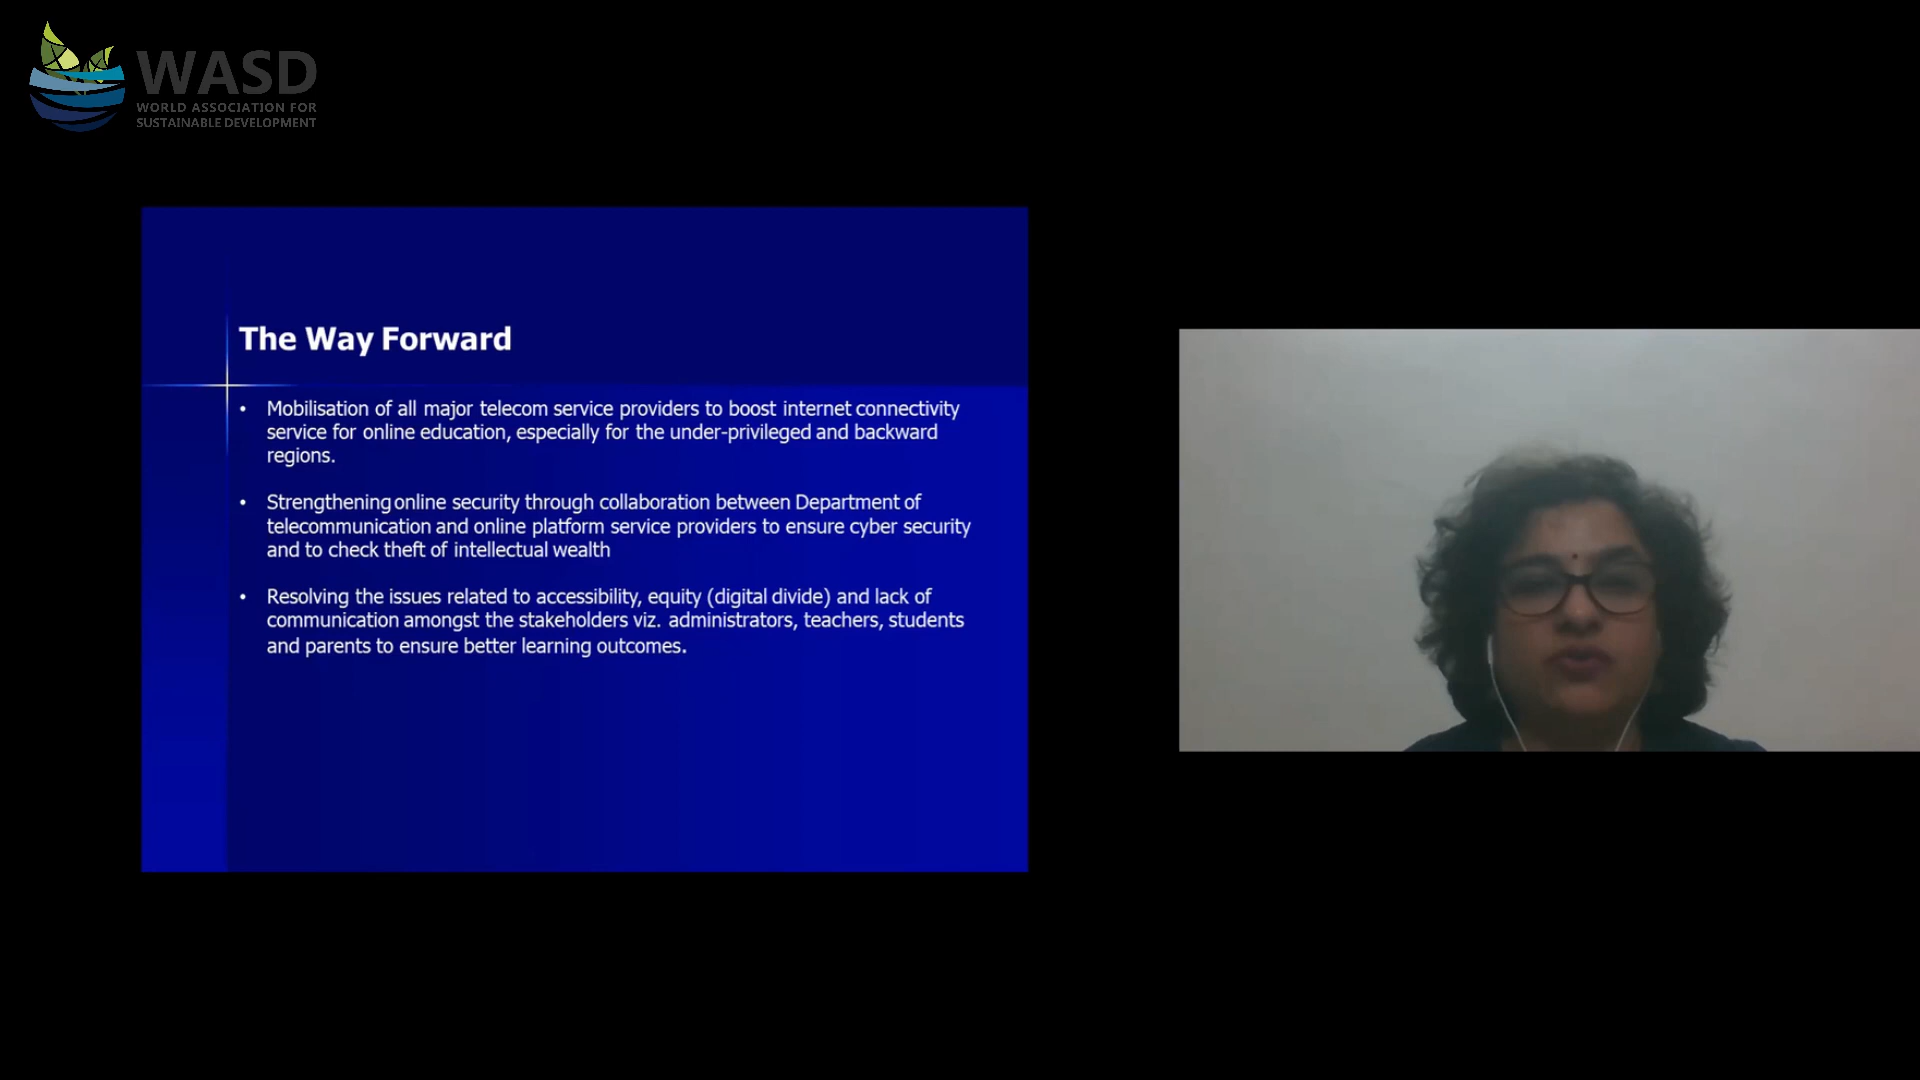 WASD
WORLD ASSOCIATION FOR
SUSTAINABLE DEVELOPMENT
The Way Forward
• Mobilisation of all major telecom service providers to boost internet connectivity
service for online education, especially for the under-privileged and backward
regions.
• Strengthening online security through collaboration between Department of
telecommunication and online platform service providers to ensure cyber security
and to check theft of intellectual wealth
• Resolving the issues related to accessibility, equity (digital divide) and lack of
communication amongst the stakeholders viz. administrators, teachers, students
and parents to ensure better learning outcomes.